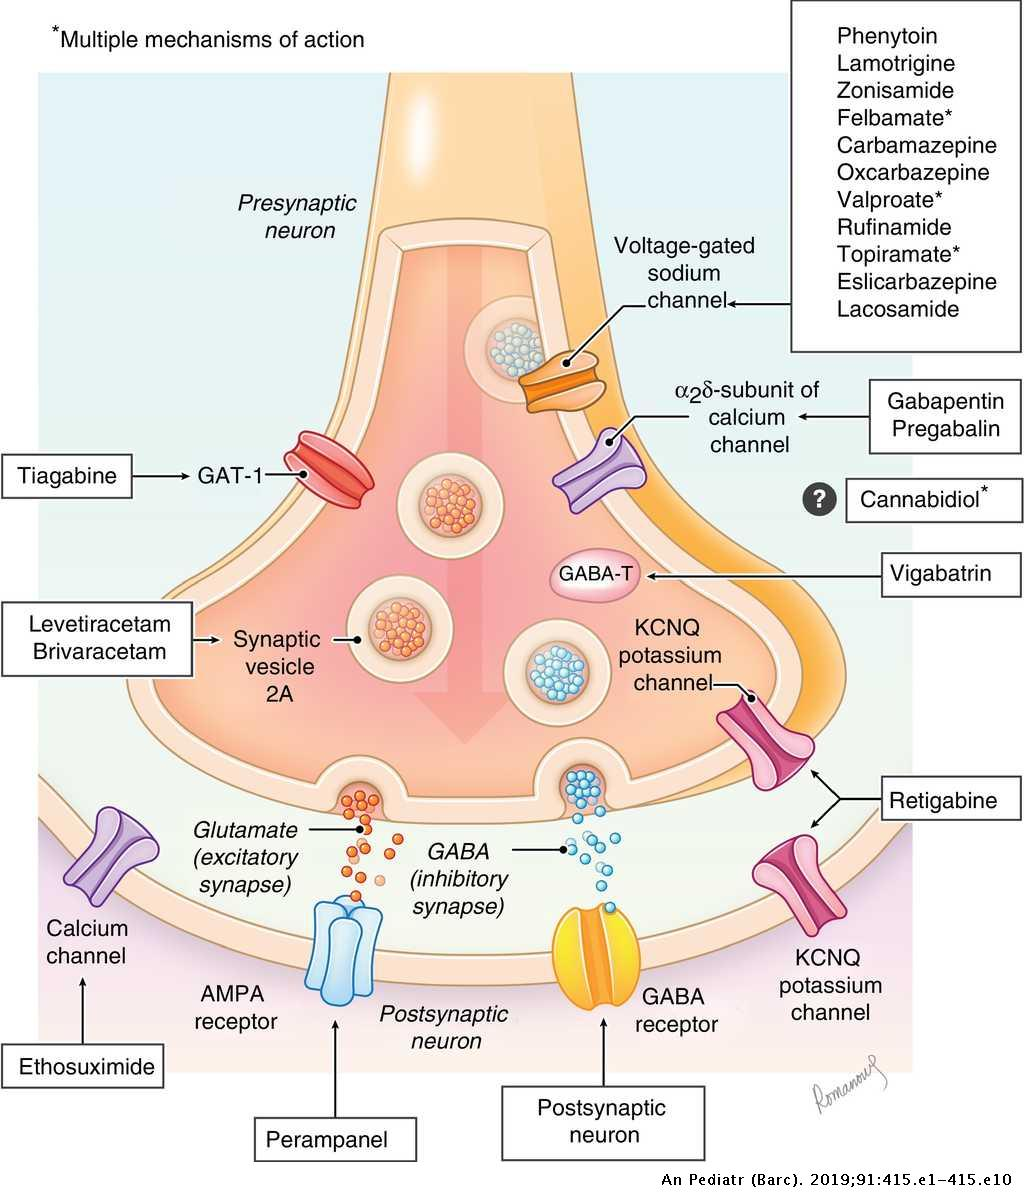 *Multiple mechanisms of action
Phenytoin
Lamotrigine
Zonisamide
Felbamate*
Carbamazepine
Oxcarbazepine
Valproate*
Rufinamide
Topiramate*
Eslicarbazepine
Lacosamide
Presynaptic
neuron
Voltage-gated
sodium
channel
α2δ-subunit of
calcium
channel
Gabapentin
Pregabalin
Tiagabine
GAT-1
?
Cannabidiol*
GABA-T
Vigabatrin
Levetiracetam
Brivaracetam
Synaptic
vesicle
2A
KCNQ
potassium
channel
Retigabine
Glutamate
(excitatory
synapse)
GABA
(inhibitory
synapse)
Calcium
channel
AMPA
receptor
Postsynaptic
neuron
GABA
receptor
KCNQ
potassium
channel
Ethosuximide
Perampanel
Postsynaptic
neuron
An Pediatr (Barc). 2019;91:415.e1–415.e10